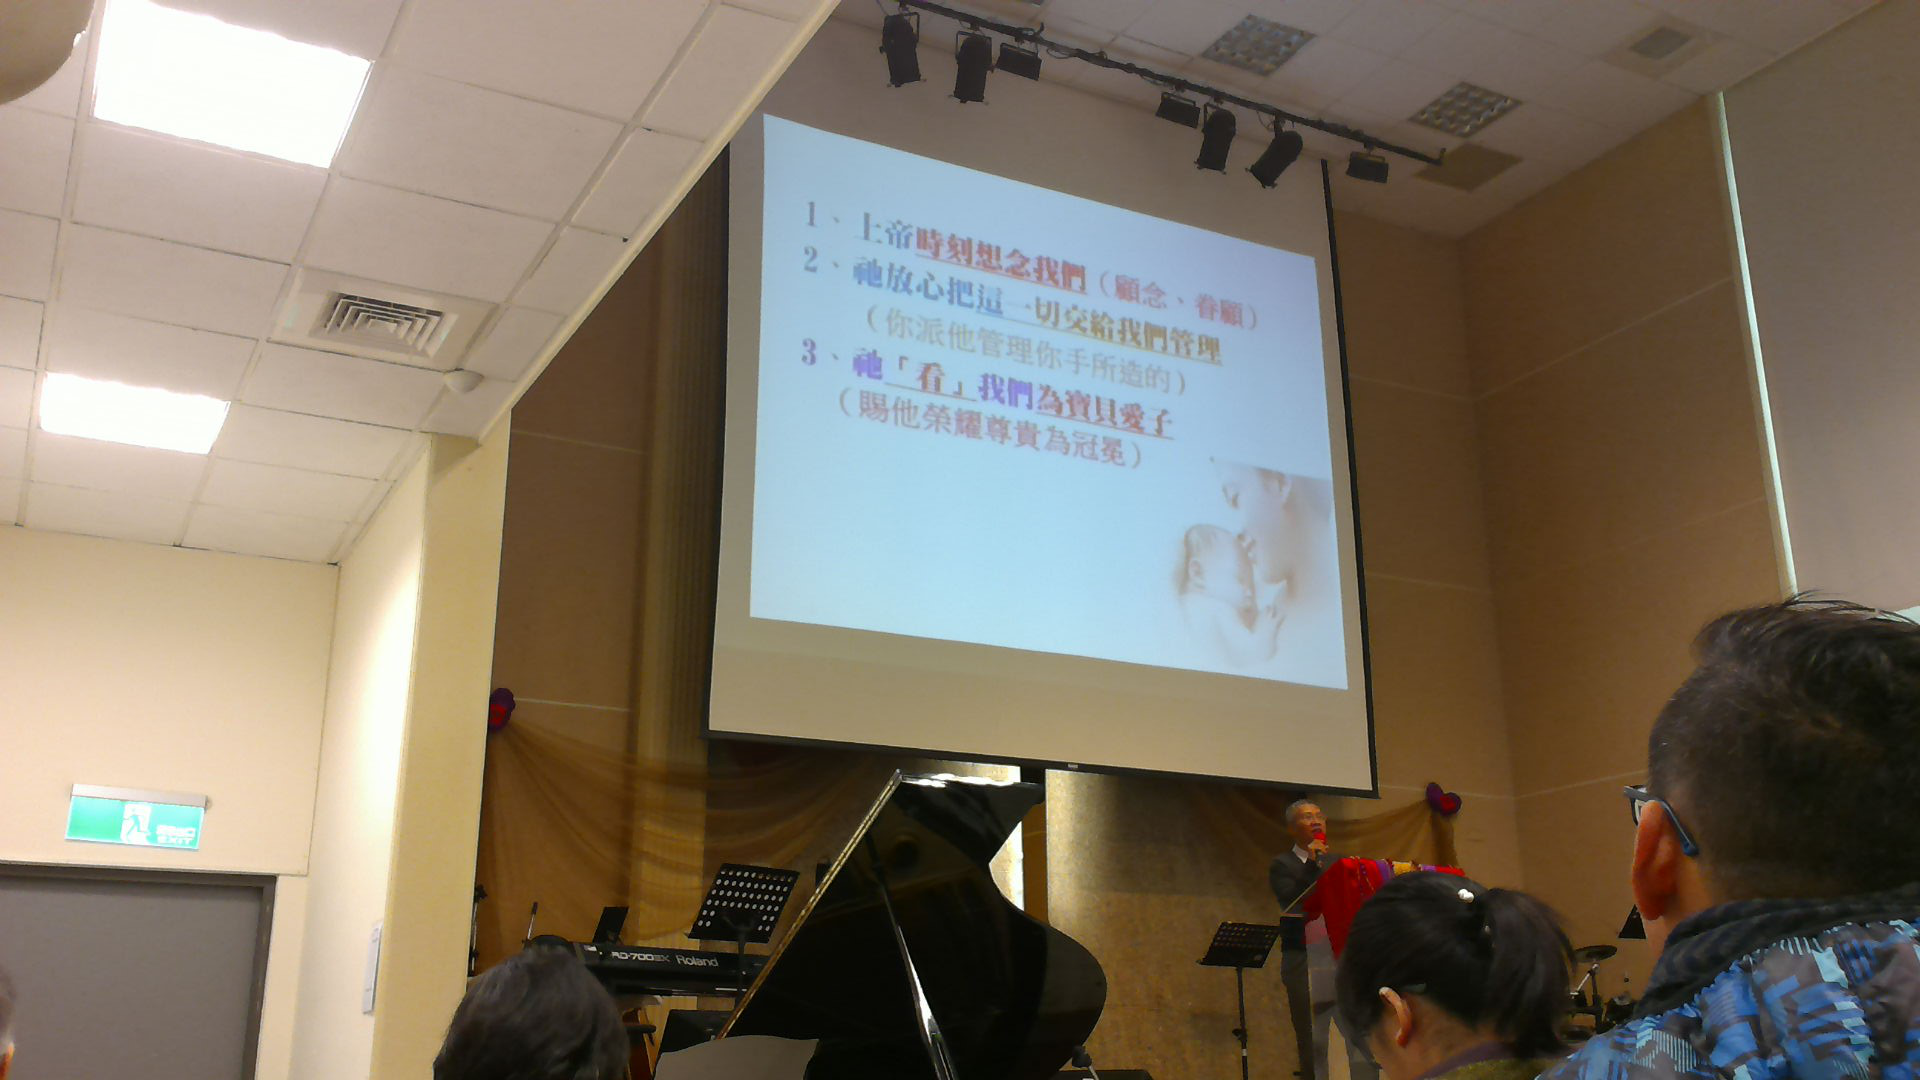 1、上帝時刻想念我們（顧念、眷顧）
2、祂放心把這一切交給我們管理
（你派他管理你手所造的）
3、祂「看」我們為寶貝愛子
（賜他榮耀尊貴為冠冕）
EXIT
RD-700SX Roland